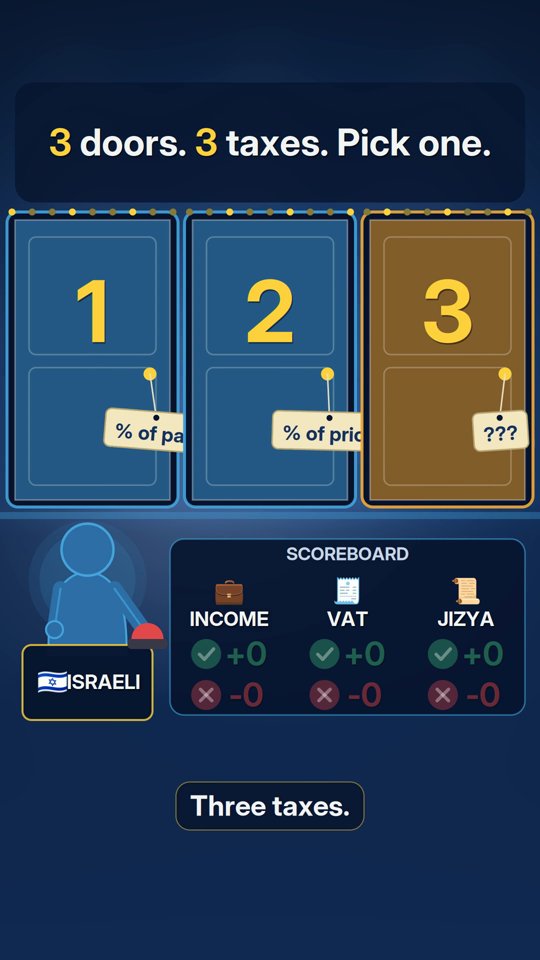 3 doors. 3 taxes. Pick one.
1
2
3
% of pa
% of pric
???
SCOREBOARD
INCOME
VAT
JIZYA
+0
+0
+0
-0
-0
-0
ISRAELI
Three taxes.